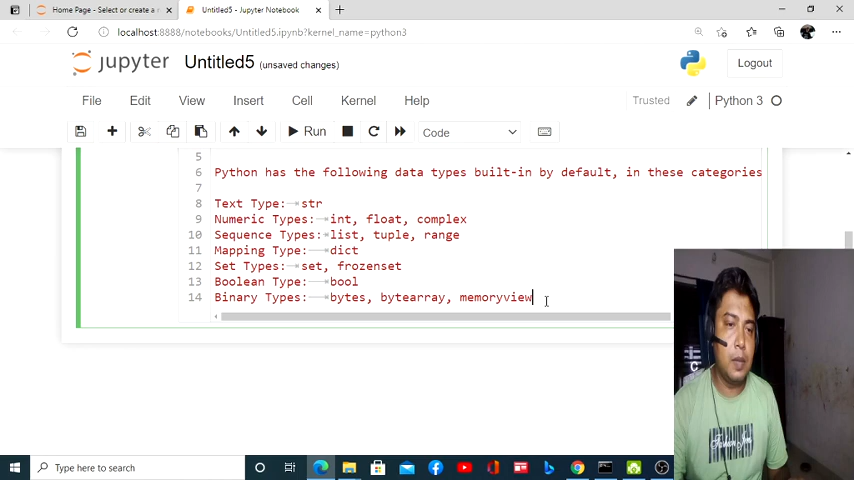 Home Page - Select or create a n
Untitled5 - Jupyter Notebook
localhost:8888/notebooks/Untitled5.ipynb?kernel_name=python3
jupyter Untitled5 (unsaved changes)
Logout
File Edit View Insert Cell Kernel Help
Trusted
Python 3
Run
Code
5
6 Python has the following data types built-in by default, in these categories
7
8 Text Type: str
9 Numeric Types: int, float, complex
10 Sequence Types: list, tuple, range
11 Mapping Type: dict
12 Set Types: set, frozenset
13 Boolean Type: bool
14 Binary Types: bytes, bytearray, memoryview
Type here to search